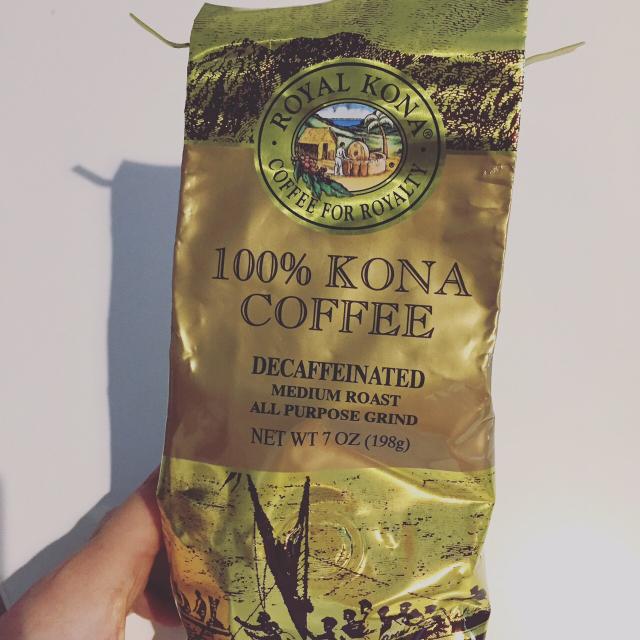 ROYAL KONA®
COFFEE FOR ROYALTY
100% KONA
COFFEE
DECAFFEINATED
MEDIUM ROAST
ALL PURPOSE GRIND
NET WT 7 OZ (198g)